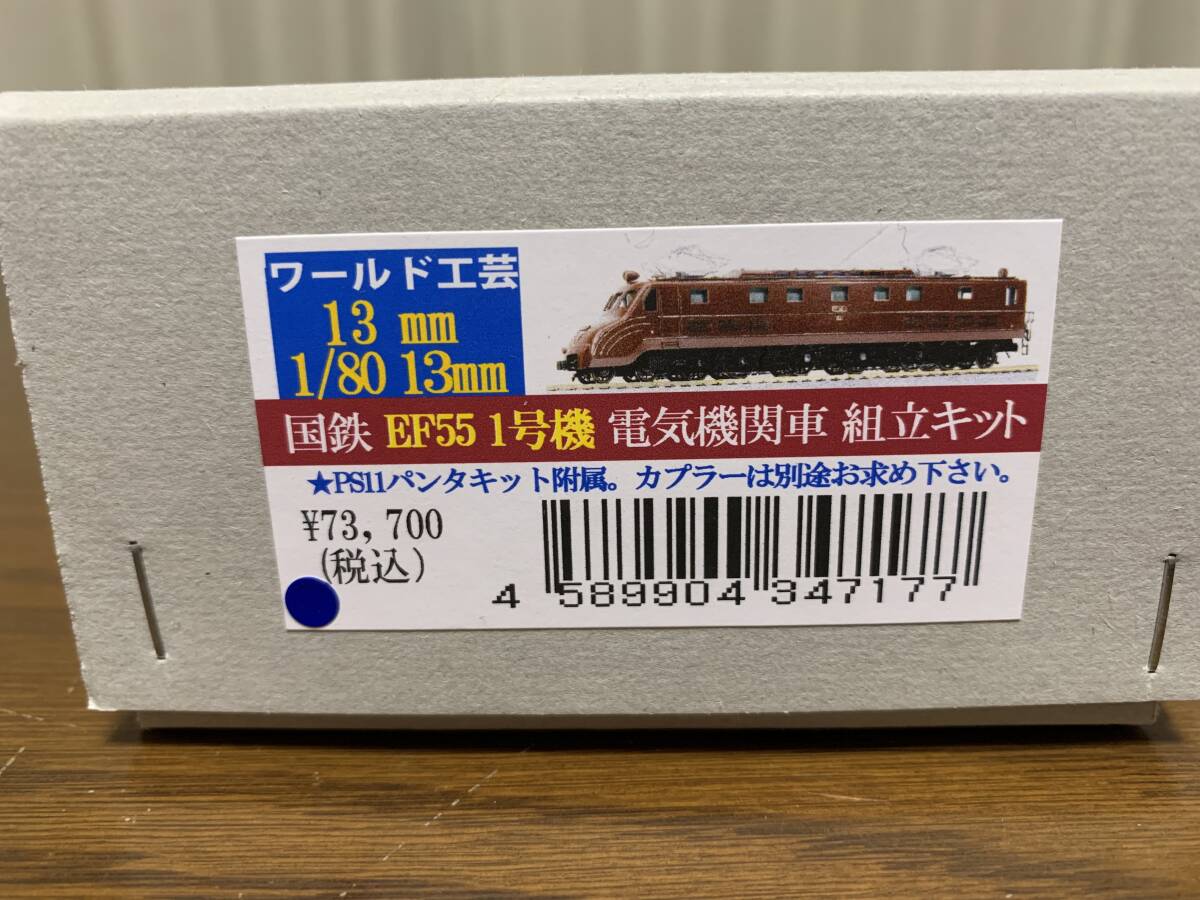 ワールド工芸
13 mm
1/80 13mm
国鉄 EF55 1号機 電気機関車 組立キット
★PS11パンタキット附属。カプラーは別途お求め下さい。
¥73,700
(税込)
4 589904 347177